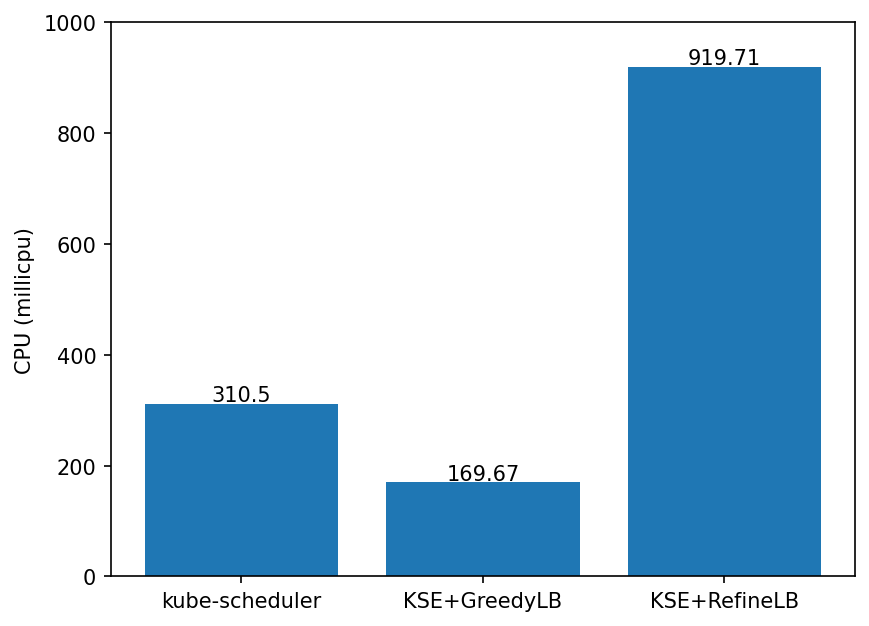 1000
919.71
800
600
CPU (millicpu)
400
310.5
200
169.67
0
kube-scheduler
KSE+GreedyLB
KSE+RefineLB